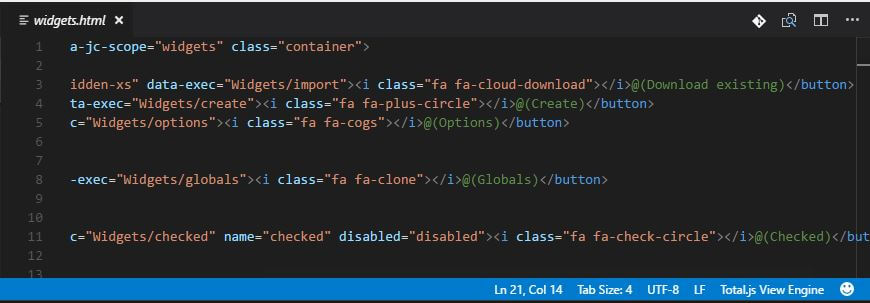 widgets.html
1 a-jc-scope="widgets" class="container">
2
3 idden-xs" data-exec="Widgets/import"><i class="fa fa-cloud-download"></i>@(Download existing)</button>
4 ta-exec="Widgets/create"><i class="fa fa-plus-circle"></i>@(Create)</button>
5 c="Widgets/options"><i class="fa fa-cogs"></i>@(Options)</button>
6
7
8 -exec="Widgets/globals"><i class="fa fa-clone"></i>@(Globals)</button>
9
10
11 c="Widgets/checked" name="checked" disabled="disabled"><i class="fa fa-check-circle"></i>@(Checked)</but
12
13
Ln 21, Col 14 Tab Size: 4 UTF-8 LF Total.js View Engine